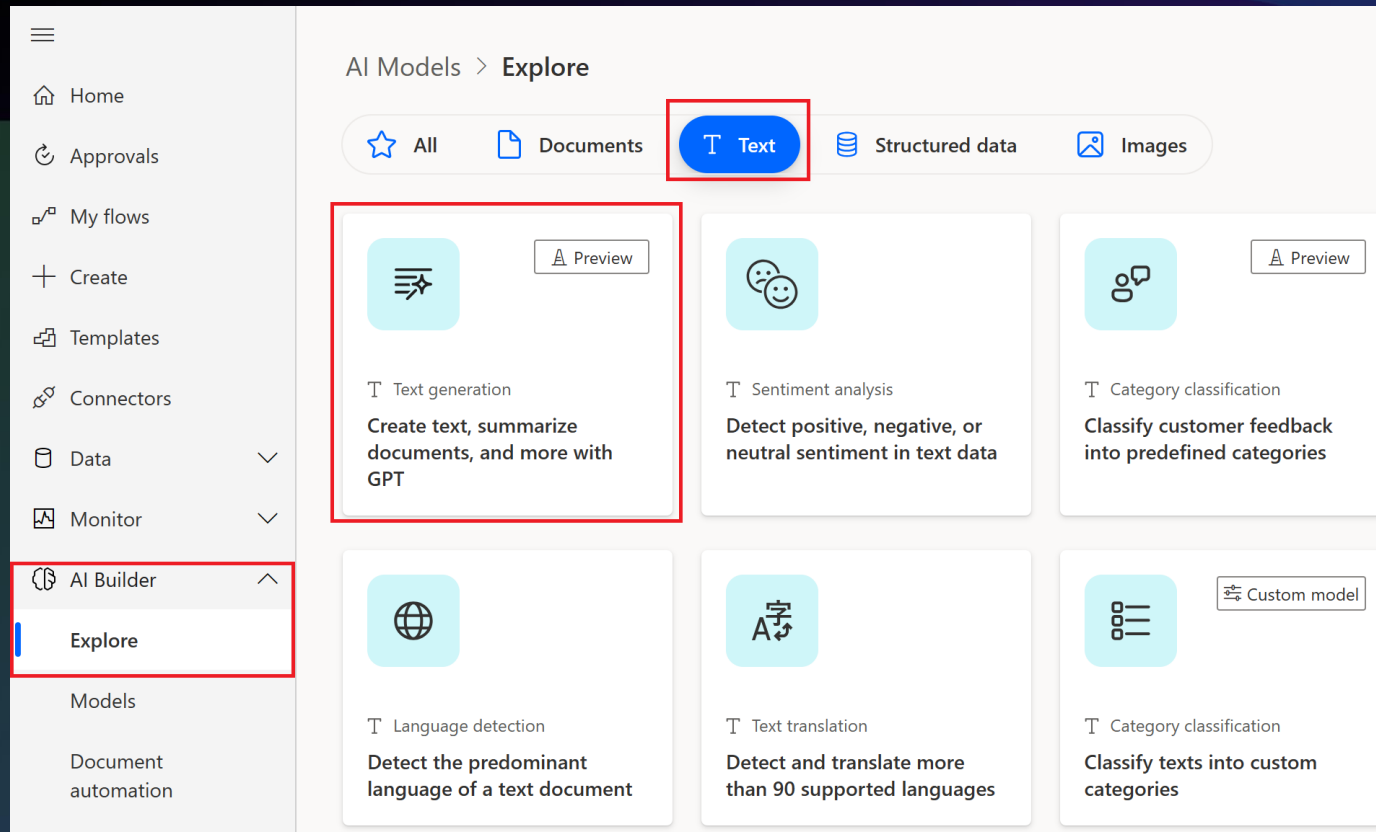 Home
Approvals
My flows
Create
Templates
Connectors
Data
Monitor
AI Builder
Explore
Models
Document
automation
AI Models > Explore
All
Documents
Text
Structured data
Images
Preview
Text generation
Create text, summarize
documents, and more with
GPT
Sentiment analysis
Detect positive, negative, or
neutral sentiment in text data
Preview
Category classification
Classify customer feedback
into predefined categories
Language detection
Detect the predominant
language of a text document
Text translation
Detect and translate more
than 90 supported languages
Custom model
Category classification
Classify texts into custom
categories